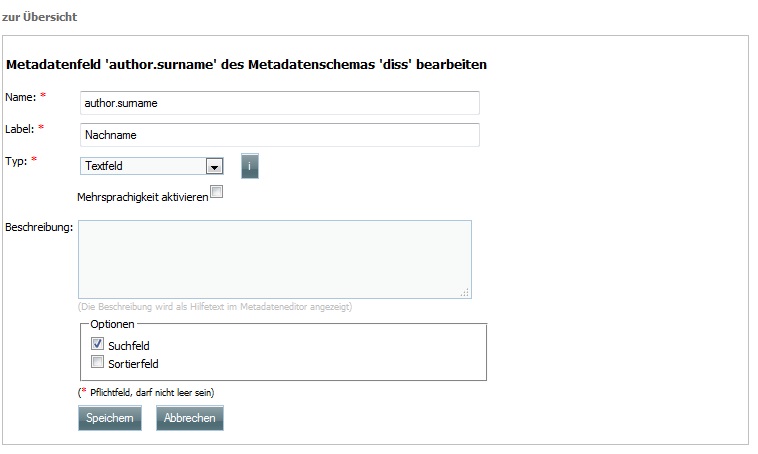 zur Übersicht
Metadatenfeld 'author.surname' des Metadatenschemas 'diss' bearbeiten
Name: * author.surname
Label: * Nachname
Typ: * Textfeld i
Mehrsprachigkeit aktivieren
Beschreibung:
(Die Beschreibung wird als Hilfetext im Metadateneditor angezeigt)
Optionen
Suchfeld
Sortierfeld
(* Pflichtfeld, darf nicht leer sein)
Speichern Abbrechen